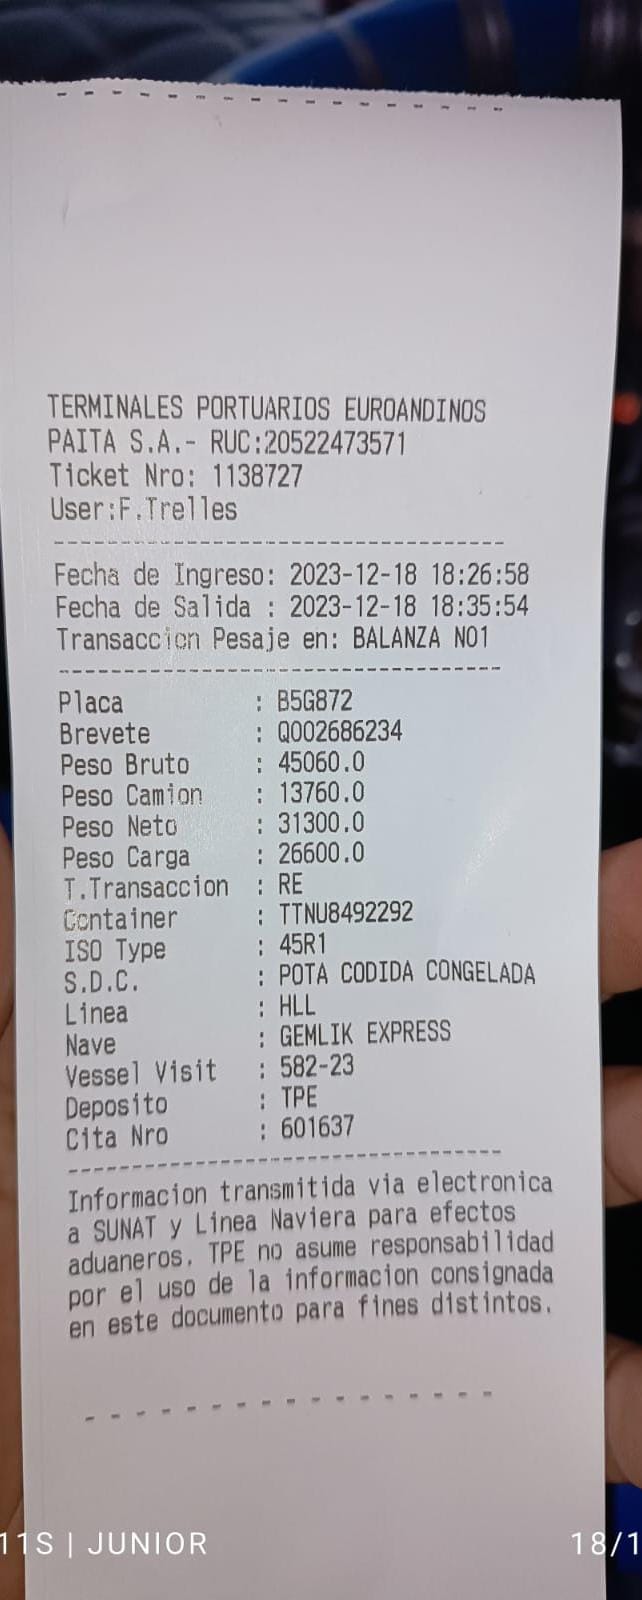 TERMINALES PORTUARIOS EUROANDINOS
PAITA S.A.- RUC:20522473571
Ticket Nro: 1138727
User:F.Trelles
Fecha de Ingreso: 2023-12-18 18:26:58
Fecha de Salida : 2023-12-18 18:35:54
Transaccion Pesaje en: BALANZA NO1
Placa : B5G872
Brevete : Q002686234
Peso Bruto : 45060.0
Peso Camion : 13760.0
Peso Neto : 31300.0
Peso Carga : 26600.0
T.Transaccion : RE
Container : TTNU8492292
ISO Type : 45R1
S.D.C. : POTA CODIDA CONGELADA
Linea : HLL
Nave : GEMLIK EXPRESS
Vessel Visit : 582-23
Deposito : TPE
Cita Nro : 601637
Informacion transmitida via electronica
a SUNAT y Linea Naviera para efectos
aduaneros. TPE no asume responsabilidad
por el uso de la informacion consignada
en este documento para fines distintos.
11S | JUNIOR 18/1